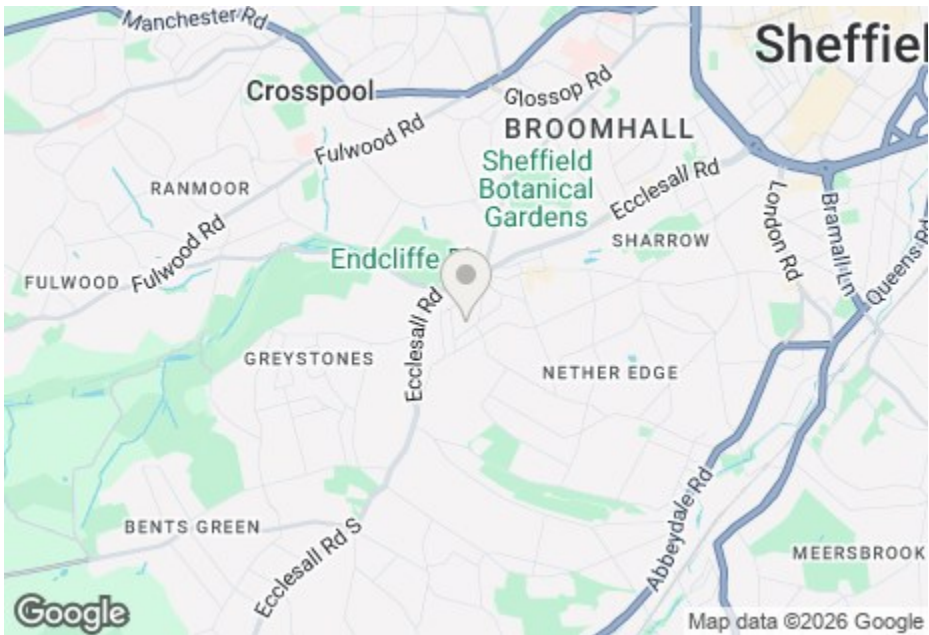 Manchester Rd
Sheffiel
Crosspool
Glossop Rd
BROOMHALL
Fulwood Rd
Sheffield
Botanical
Gardens
Ecclesall Rd
RANMOOR
London Rd
Bramall Ln
Queens Rd
SHARROW
Fulwood Rd
Endcliffe
FULWOOD
Ecclesall Rd
GREYSTONES
NETHER EDGE
Abbeydale Rd
BENTS GREEN
MEERSBROOK
Ecclesall Rd S
Google
Map data ©2026 Google